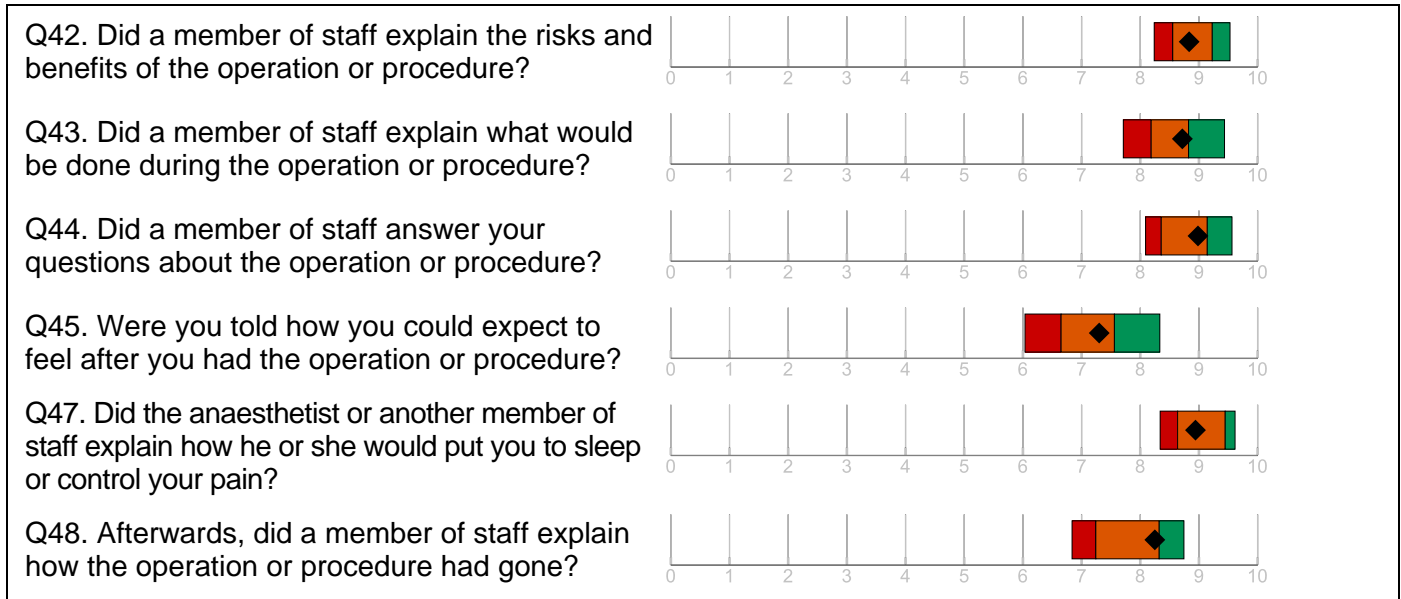 Q42. Did a member of staff explain the risks and
benefits of the operation or procedure?
0 1 2 3 4 5 6 7 8 9 10
Q43. Did a member of staff explain what would
be done during the operation or procedure?
0 1 2 3 4 5 6 7 8 9 10
Q44. Did a member of staff answer your
questions about the operation or procedure?
0 1 2 3 4 5 6 7 8 9 10
Q45. Were you told how you could expect to
feel after you had the operation or procedure?
0 1 2 3 4 5 6 7 8 9 10
Q47. Did the anaesthetist or another member of
staff explain how he or she would put you to sleep
or control your pain?
0 1 2 3 4 5 6 7 8 9 10
Q48. Afterwards, did a member of staff explain
how the operation or procedure had gone?
0 1 2 3 4 5 6 7 8 9 10